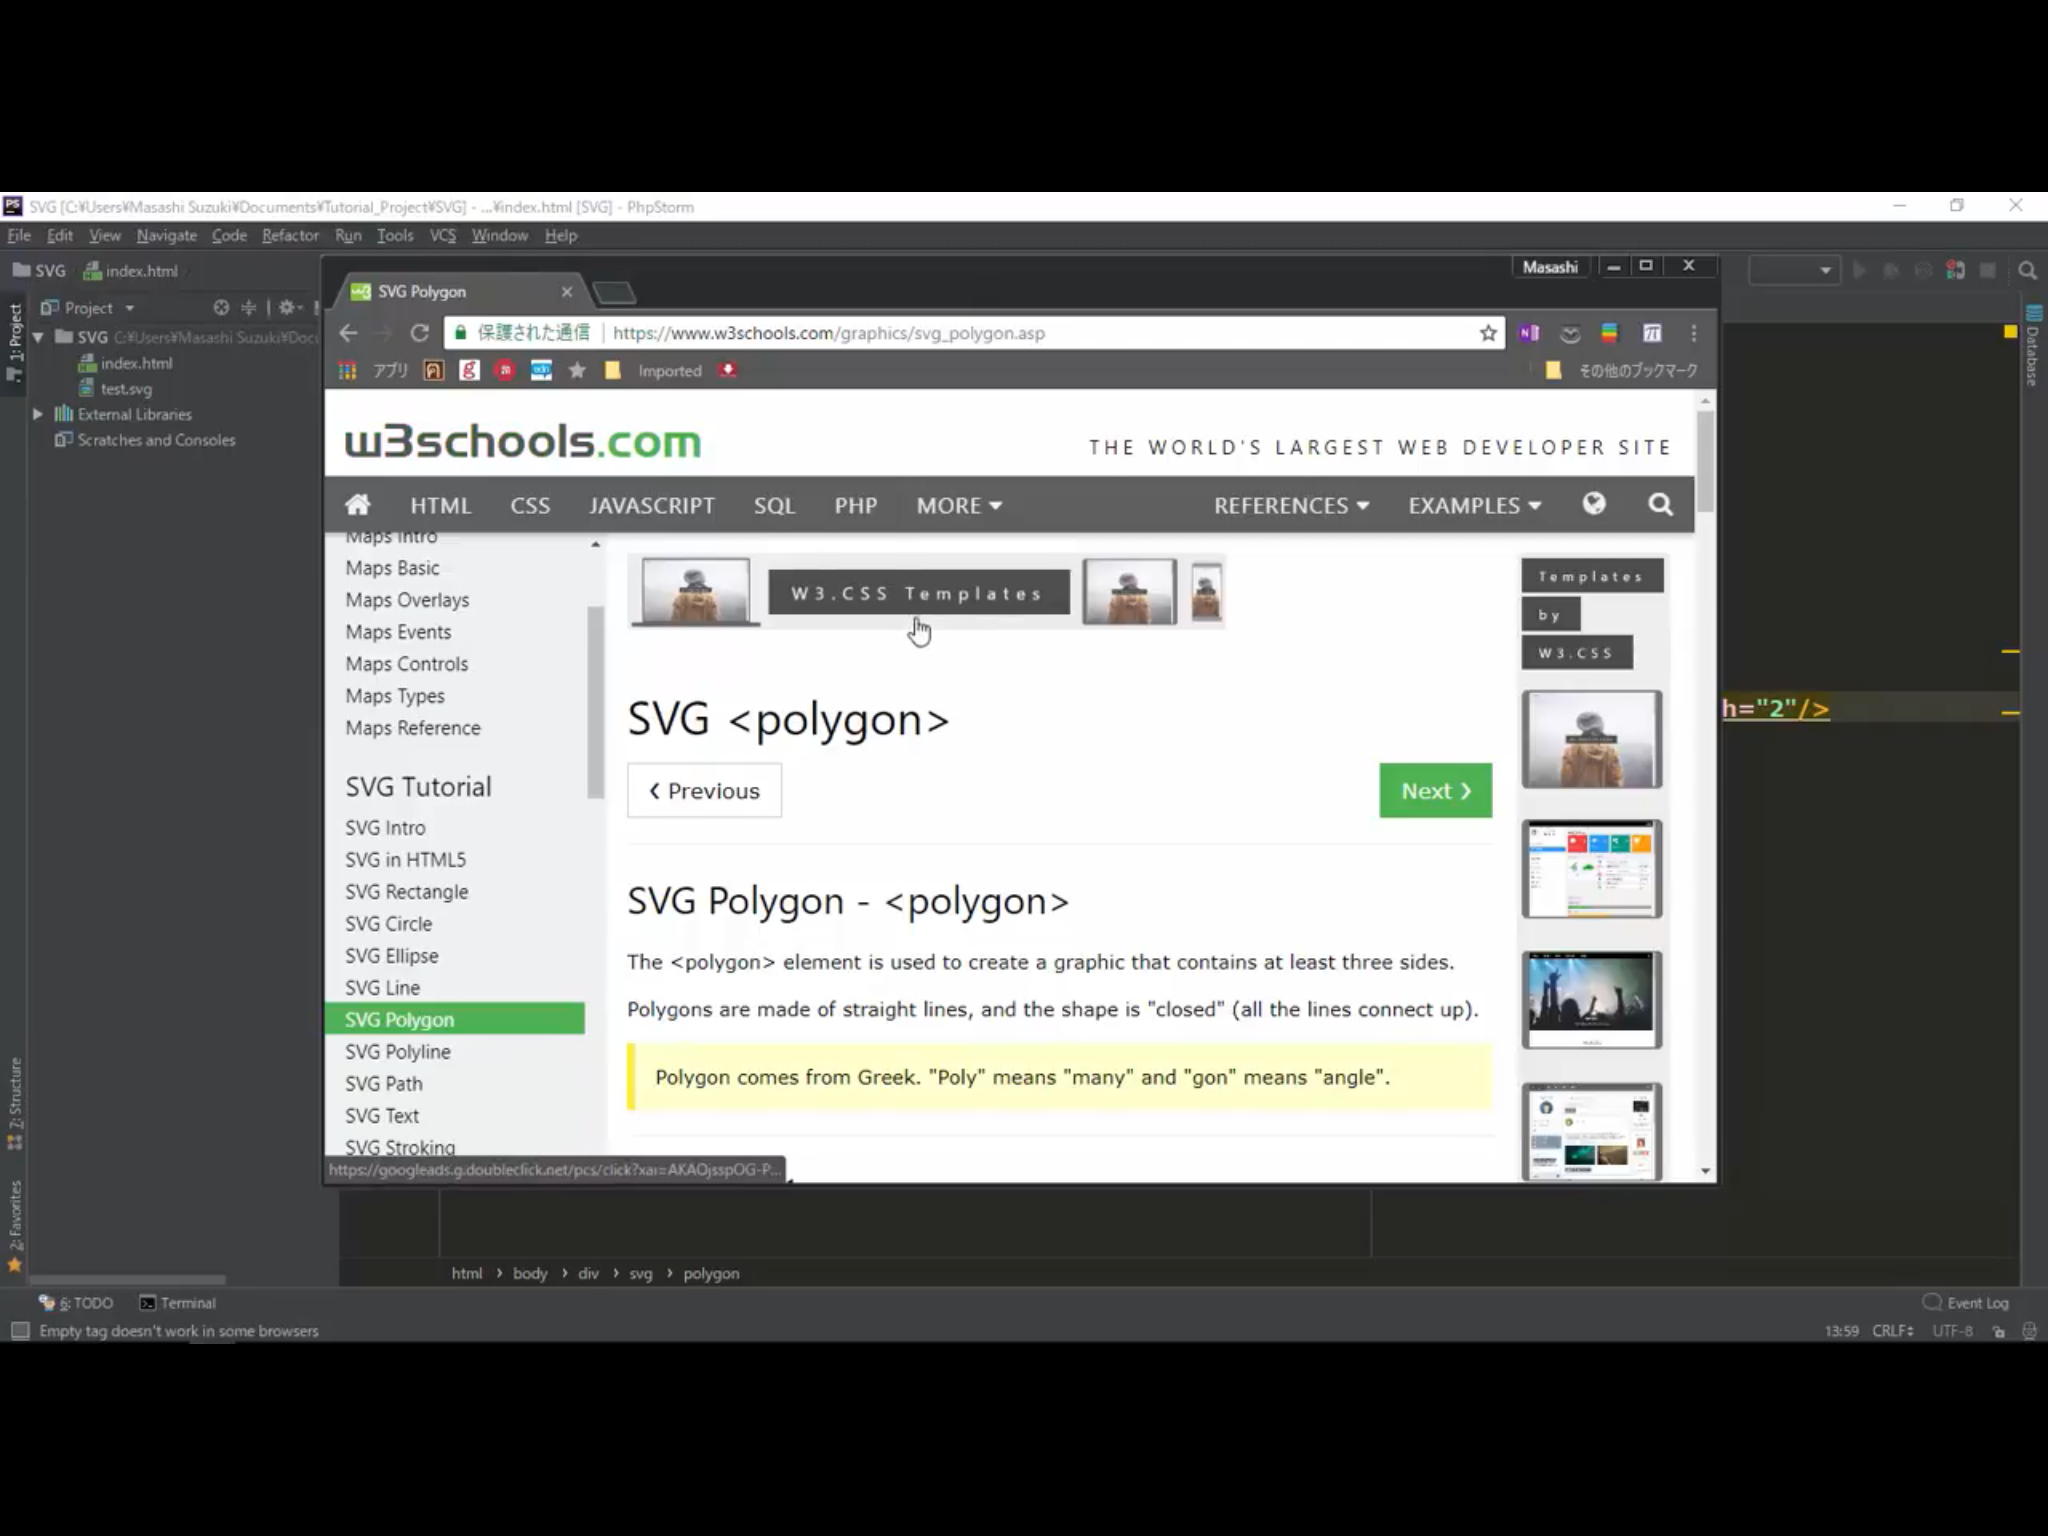 SVG [C:¥Users¥Masashi Suzuki¥Documents¥Tutorial_Project¥SVG] - ...¥index.html [SVG] - PhpStorm
File Edit View Navigate Code Refactor Run Tools VCS Window Help
SVG index.html
Masashi
SVG Polygon
1: Project
Project
SVG C:¥Users¥Masashi Suzuki¥Docu
index.html
test.svg
External Libraries
Scratches and Consoles
保護された通信 https://www.w3schools.com/graphics/svg_polygon.asp
アプリ Imported その他のブックマーク
Database
w3schools.com
THE WORLD'S LARGEST WEB DEVELOPER SITE
HTML CSS JAVASCRIPT SQL PHP MORE REFERENCES EXAMPLES
Maps Intro
Maps Basic
Maps Overlays
Maps Events
Maps Controls
Maps Types
Maps Reference
SVG Tutorial
SVG Intro
SVG in HTML5
SVG Rectangle
SVG Circle
SVG Ellipse
SVG Line
SVG Polygon
SVG Polyline
SVG Path
SVG Text
SVG Stroking
W3.CSS Templates
Templates
by
W3.CSS
SVG <polygon>
❮ Previous
Next ❯
h="2"/>
SVG Polygon - <polygon>
The <polygon> element is used to create a graphic that contains at least three sides.
Polygons are made of straight lines, and the shape is "closed" (all the lines connect up).
Polygon comes from Greek. "Poly" means "many" and "gon" means "angle".
https://googleads.g.doubleclick.net/pcs/click?xai=AKAOjsspOG-P...
7: Structure
2: Favorites
html › body › div › svg › polygon
6: TODO Terminal
Event Log
Empty tag doesn't work in some browsers
13:59 CRLF UTF-8